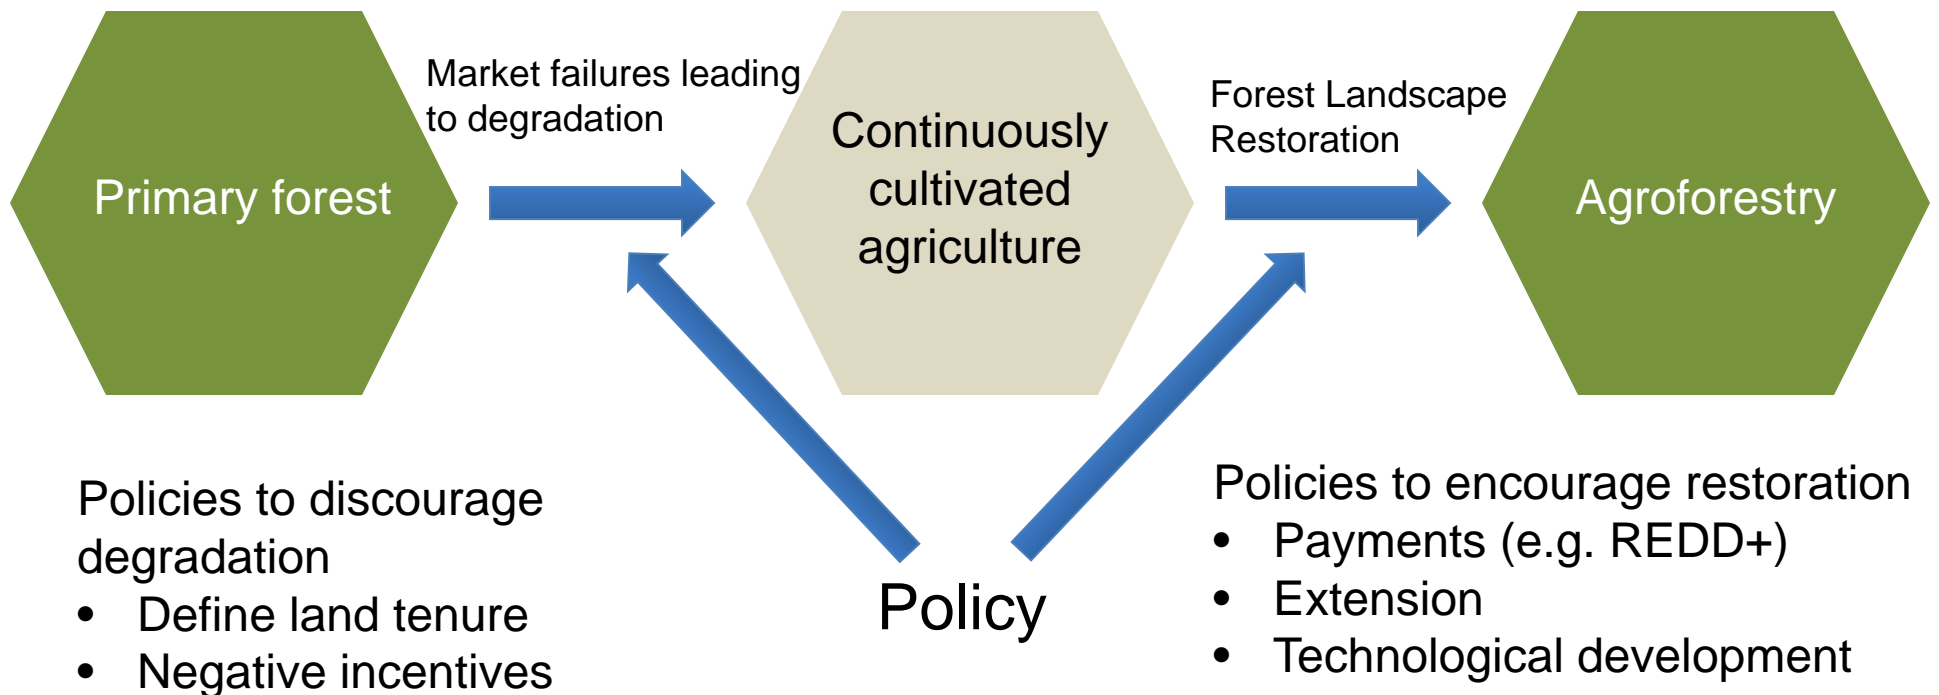 Primary forest
Market failures leading
to degradation
Continuously
cultivated
agriculture
Forest Landscape
Restoration
Agroforestry
Policies to discourage
degradation
• Define land tenure
• Negative incentives
Policy
Policies to encourage restoration
• Payments (e.g. REDD+)
• Extension
• Technological development